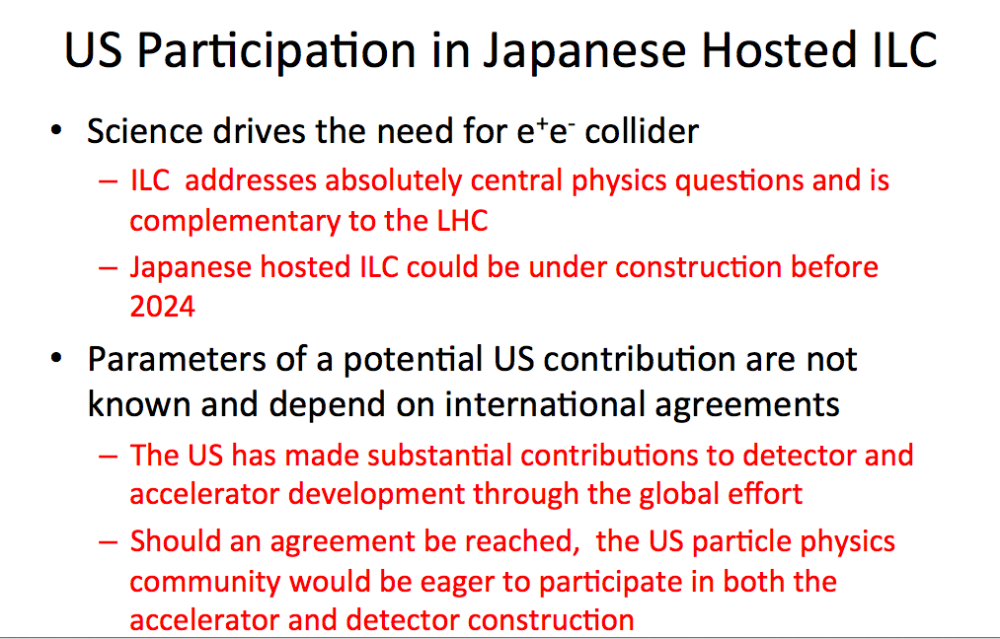 US Participation in Japanese Hosted ILC
• Science drives the need for e⁺e⁻ collider
– ILC  addresses absolutely central physics questions and is
complementary to the LHC
– Japanese hosted ILC could be under construction before
2024
• Parameters of a potential US contribution are not
known and depend on international agreements
– The US has made substantial contributions to detector and
accelerator development through the global effort
– Should an agreement be reached,  the US particle physics
community would be eager to participate in both the
accelerator and detector construction